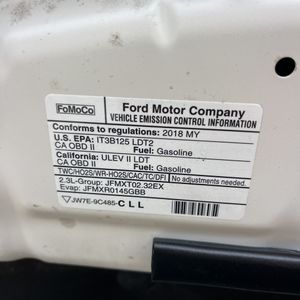 FoMoCo
Ford Motor Company
VEHICLE EMISSION CONTROL INFORMATION
Conforms to regulations: 2018 MY
U.S. EPA: IT3B125 LDT2
CA OBD II Fuel: Gasoline
California: ULEV II LDT
CA OBD II Fuel: Gasoline
TWC/HO2S/WR-HO2S/CAC/TC/DFI No adjustments needed.
2.3L-Group: JFMXT02.32EX
Evap: JFMXR0145GBB
JW7E-9C485-CLL